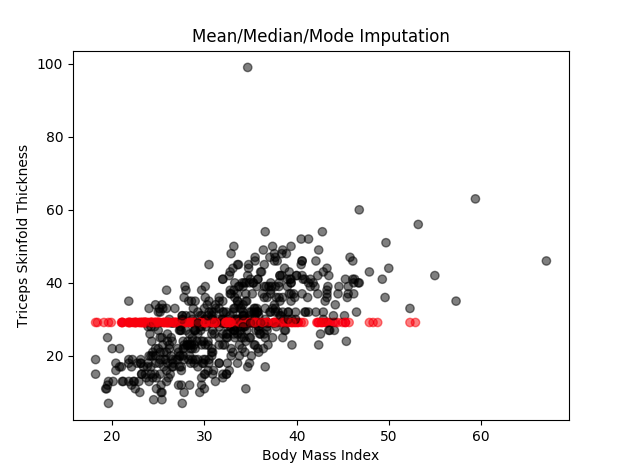 Mean/Median/Mode Imputation
100
80
60
40
20
Triceps Skinfold Thickness
20 30 40 50 60
Body Mass Index